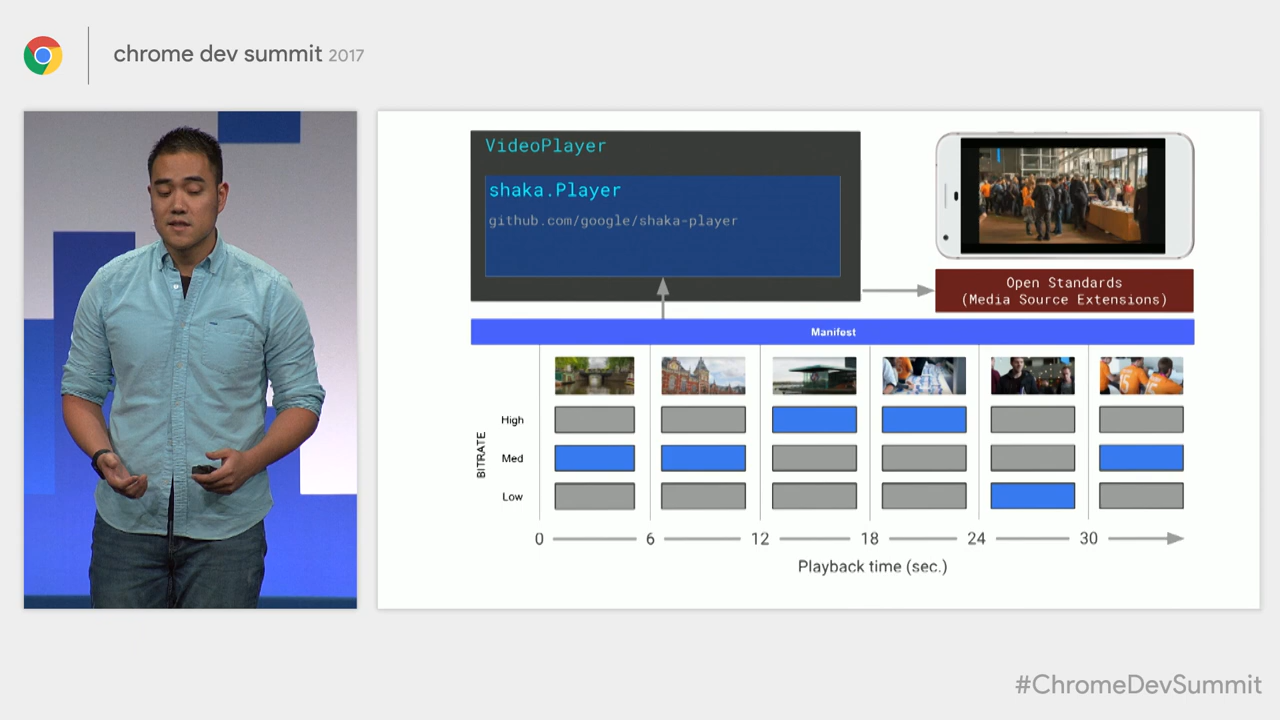 chrome dev summit 2017
VideoPlayer
shaka.Player
github.com/google/shaka-player
Open Standards
(Media Source Extensions)
Manifest
BITRATE
High
Med
Low
0 6 12 18 24 30
Playback time (sec.)
#ChromeDevSummit